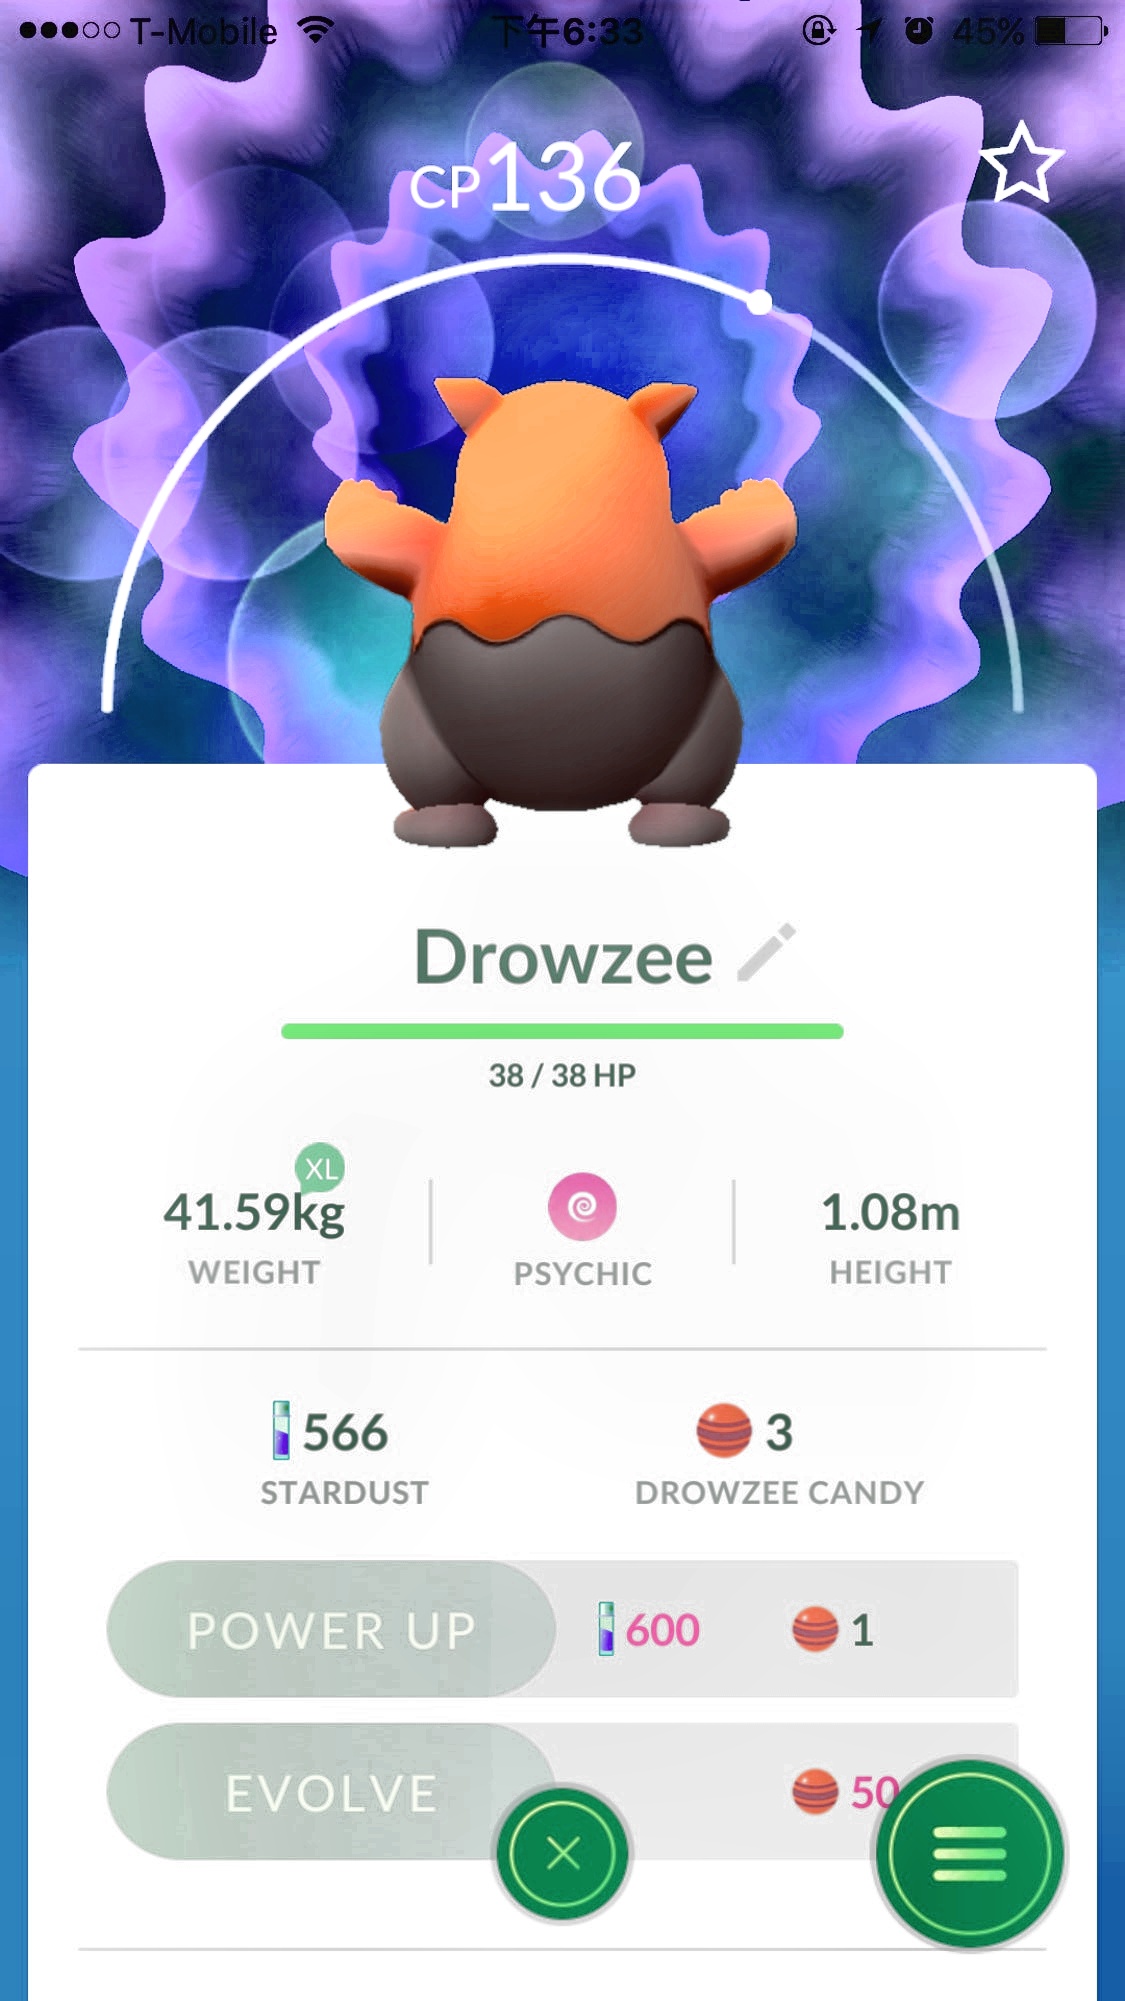 T-Mobile 下午6:33 45%
CP136
Drowzee
38 / 38 HP
XL
41.59kg
WEIGHT
PSYCHIC
1.08m
HEIGHT
566
STARDUST
3
DROWZEE CANDY
POWER UP 600 1
EVOLVE 50